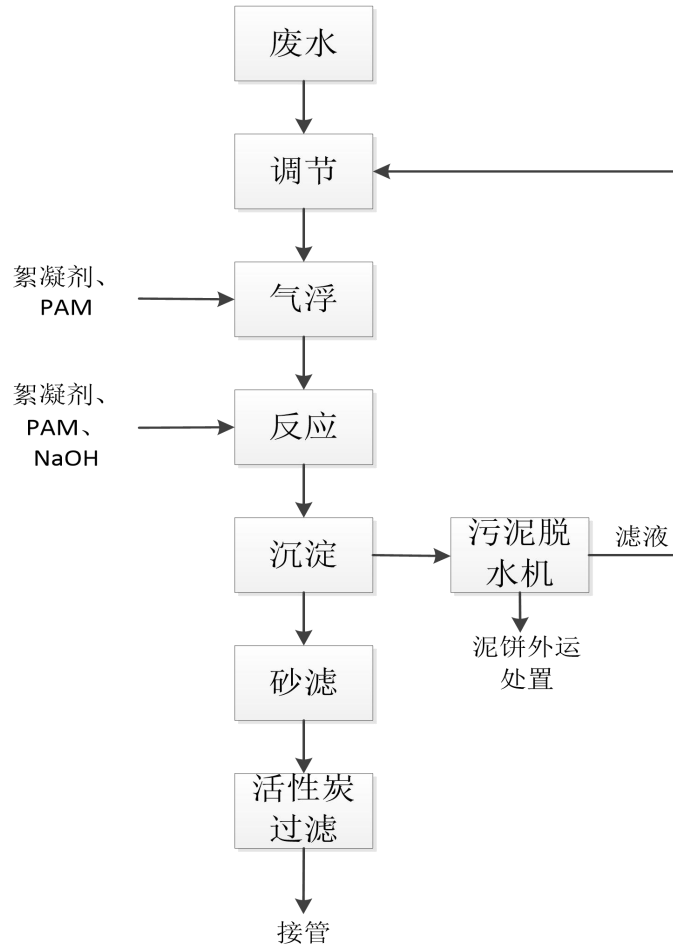 废水
调节
絮凝剂、
PAM
气浮
絮凝剂、
PAM、
NaOH
反应
沉淀
污泥脱
水机
滤液
泥饼外运
处置
砂滤
活性炭
过滤
接管